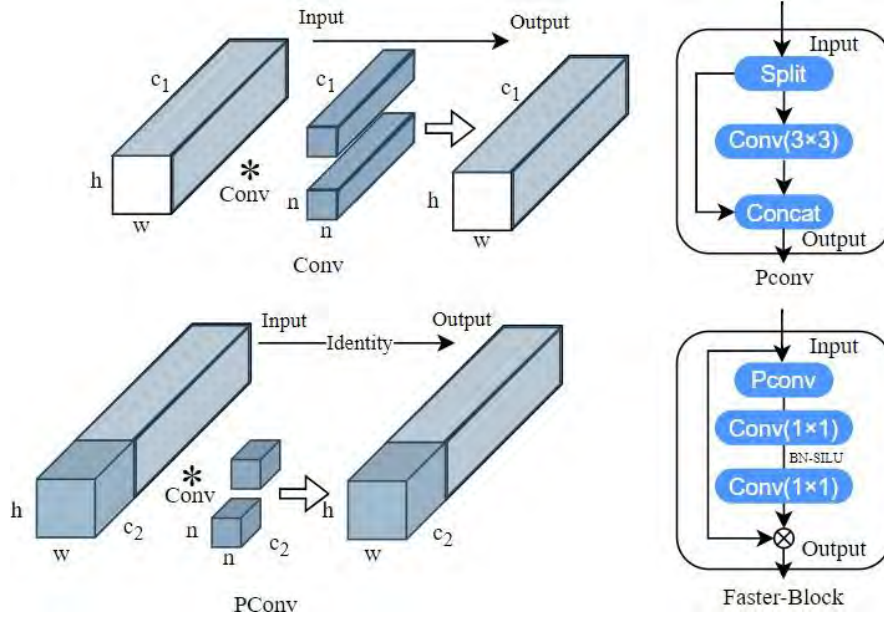 Input
Output
c1
c1
c1
h
*
Conv
w
n
n
h
w
Conv
Input
Split
Conv(3×3)
Concat
Output
Pconv
Input
Identity
Output
h
w
c2
*
Conv
n
n
c2
h
w
c2
PConv
Input
Pconv
Conv(1×1)
BN-SILU
Conv(1×1)
Output
Faster-Block